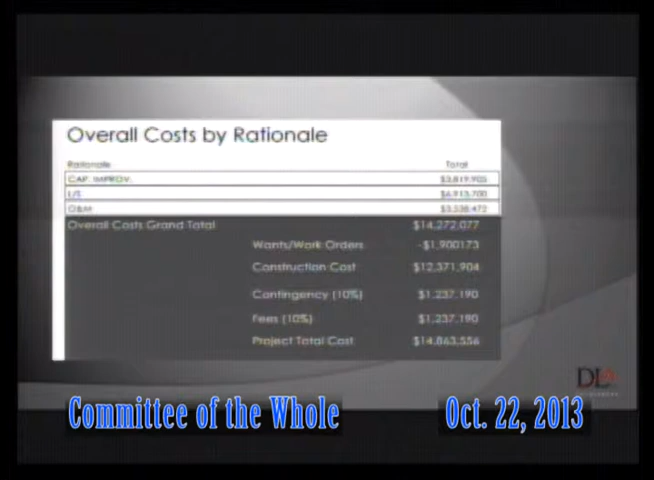 Overall Costs by Rationale
Rationale Total
CAP. IMPROV. $3,819,905
L/S $6,913,700
O&M $3,538,472
Overall Costs Grand Total $14,272,077
Wants/Work Orders -$1,900173
Construction Cost $12,371,904
Contingency (10%) $1,237,190
Fees (10%) $1,237,190
Project Total Cost $14,863,556
DLA
Committee of the Whole Oct. 22, 2013